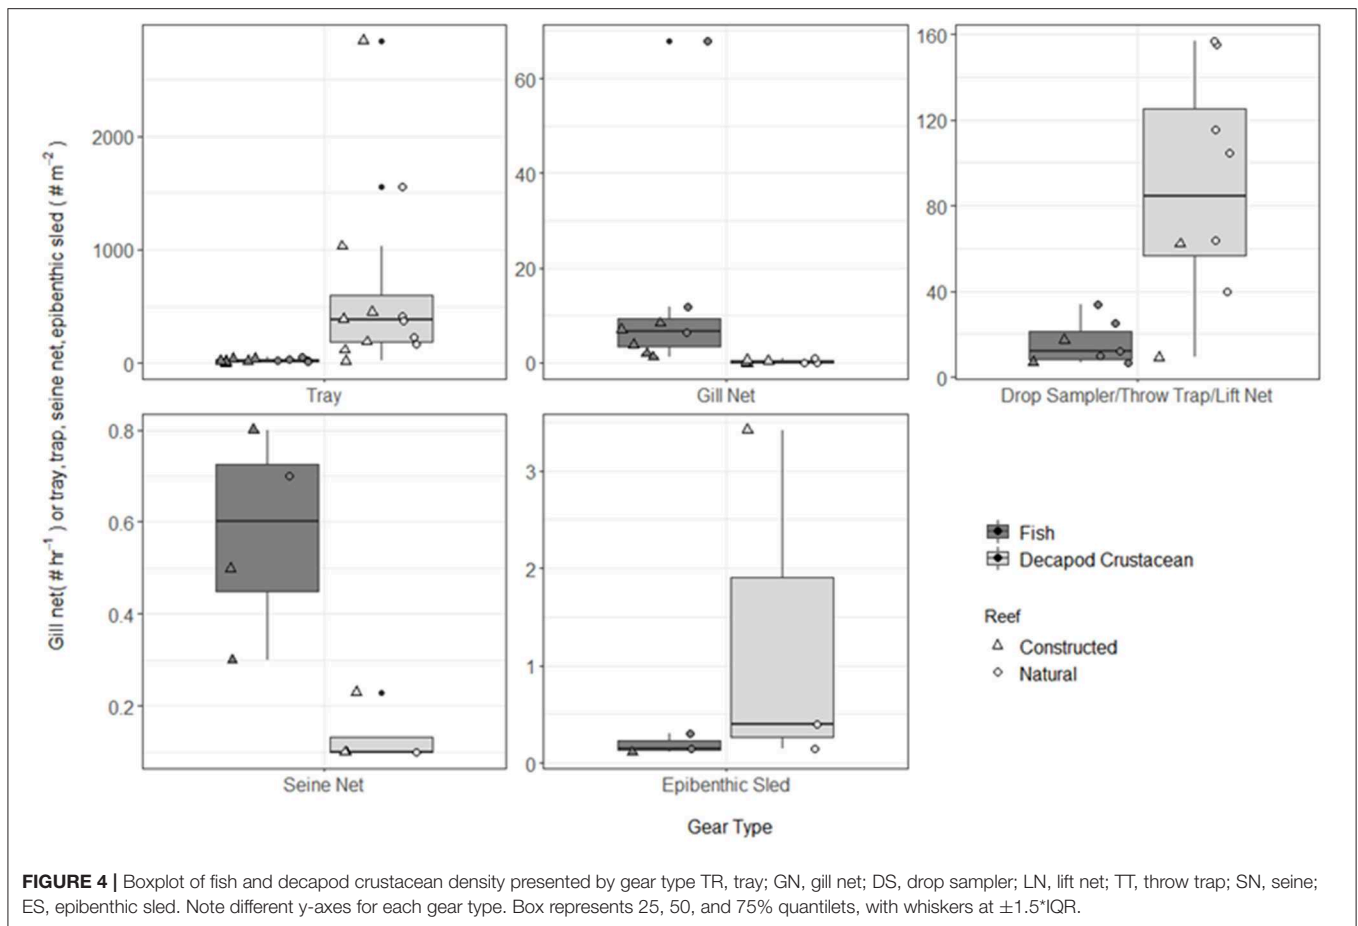 Gill net( # hr⁻¹ ) or tray, trap, seine net, epibenthic sled ( # m⁻² )
2000
1000
0
Tray
60
40
20
0
Gill Net
160
120
80
40
0
Drop Sampler/Throw Trap/Lift Net
0.8
0.6
0.4
0.2
Seine Net
3
2
1
0
Epibenthic Sled
Fish
Decapod Crustacean
Reef
Constructed
Natural
Gear Type
FIGURE 4 | Boxplot of fish and decapod crustacean density presented by gear type TR, tray; GN, gill net; DS, drop sampler; LN, lift net; TT, throw trap; SN, seine;
ES, epibenthic sled. Note different y-axes for each gear type. Box represents 25, 50, and 75% quantilets, with whiskers at ±1.5*IQR.